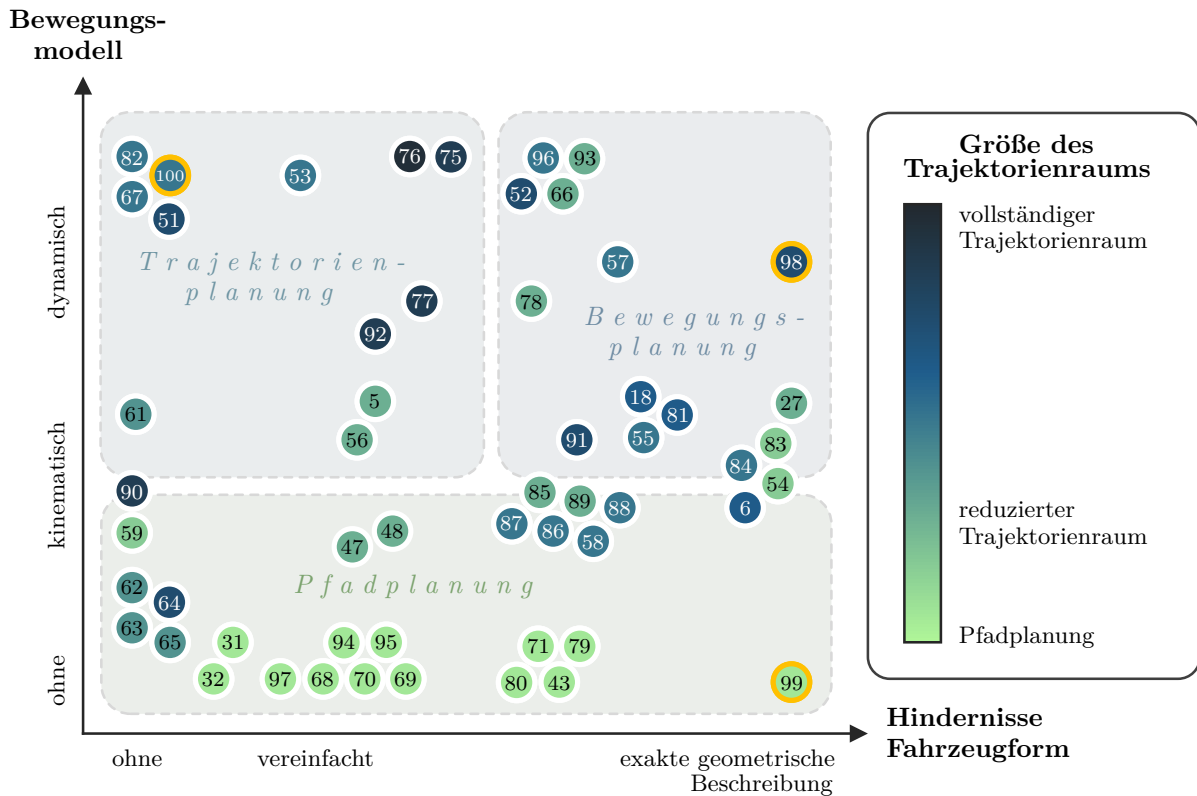 Bewegungs-
modell
dynamisch
kinematisch
ohne
82
100
67
51
53
76
75
Trajektorien-
planung
77
92
61
5
56
96
93
52
66
57
98
78
Bewegungs-
planung
18
81
27
91
55
83
84
54
6
90
59
85
89
88
87
86
58
48
47
Pfadplanung
62
64
63
65
31
32
94
95
97
68
70
69
71
79
80
43
99
ohne
vereinfacht
exakte geometrische
Beschreibung
Hindernisse
Fahrzeugform
Größe des
Trajektorienraums
vollständiger
Trajektorienraum
reduzierter
Trajektorienraum
Pfadplanung